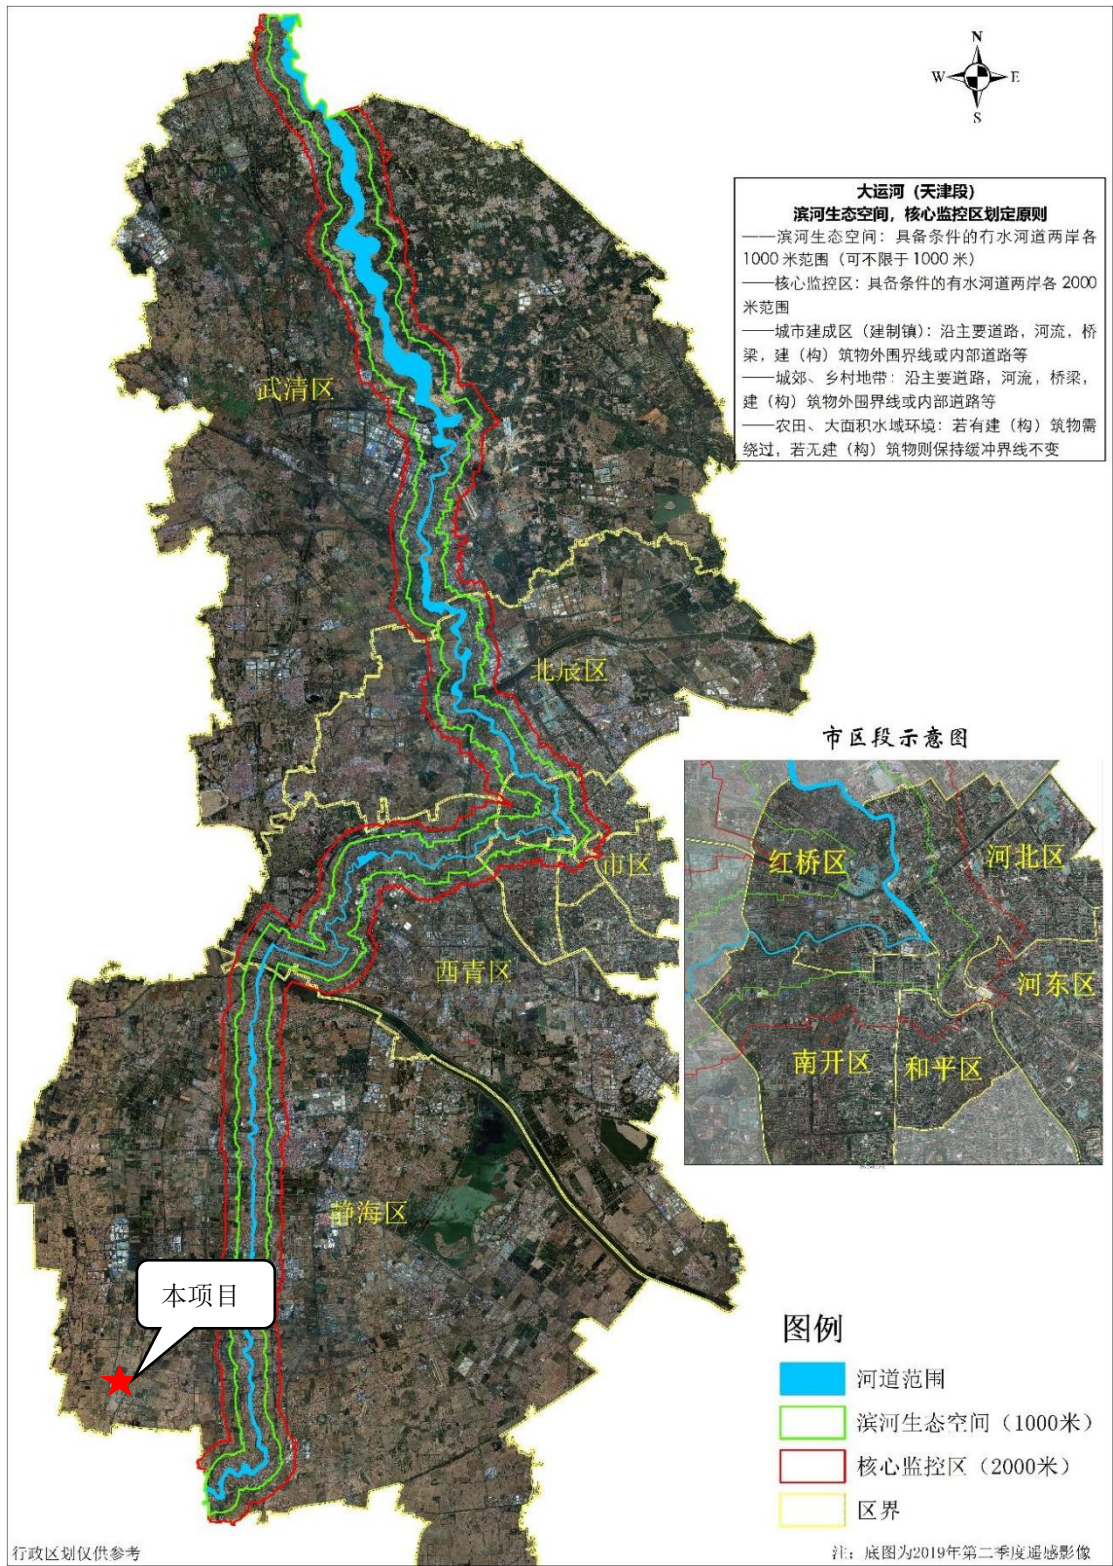 N
W
E
S
大运河（天津段）
滨河生态空间，核心监控区划定原则
——滨河生态空间：具备条件的有水河道两岸各
1000米范围（可不限于1000米）
——核心监控区：具备条件的有水河道两岸各 2000
米范围
——城市建成区（建制镇）：沿主要道路，河流，桥
梁，建（构）筑物外围界线或内部道路等
——城郊、乡村地带：沿主要道路，河流，桥梁，
建（构）筑物外围界线或内部道路等
——农田、大面积水域环境：若有建（构）筑物需
绕过，若无建（构）筑物则保持缓冲界线不变
武清区
北辰区
市区
西青区
静海区
本项目
市区段示意图
红桥区
河北区
河东区
南开区
和平区
图例
河道范围
滨河生态空间（1000米）
核心监控区（2000米）
区界
行政区划仅供参考
注：底图为2019年第二季度遥感影像